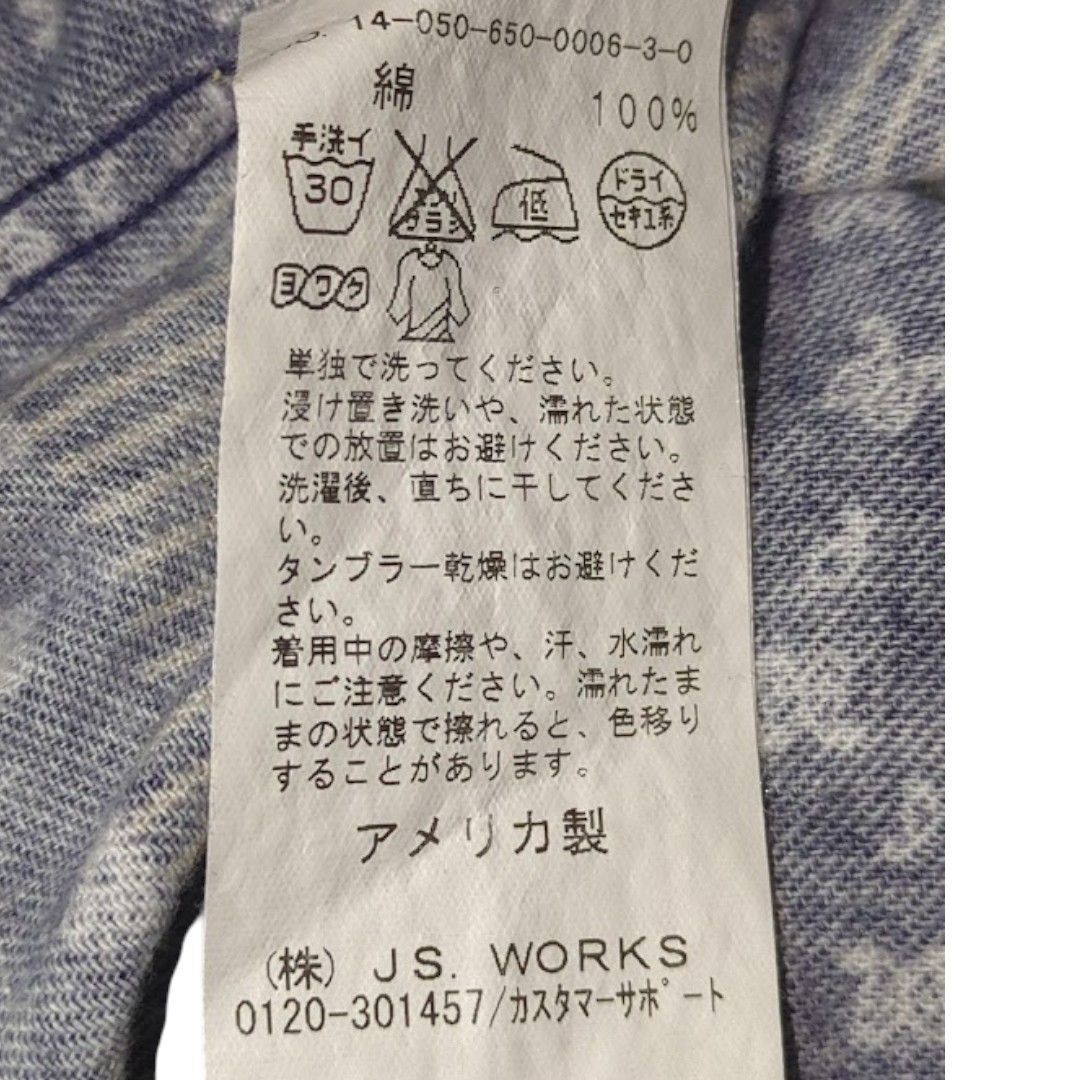 14-050-650-0006-3-0
綿
100%
手洗イ
30
低
ドライ
セキユ系
ヨワク
単独で洗ってください。
浸け置き洗いや、濡れた状態
での放置はお避けください。
洗濯後、直ちに干してくださ
い。
タンブラー乾燥はお避けくだ
さい。
着用中の摩擦や、汗、水濡れ
にご注意ください。濡れたま
まの状態で擦れると、色移り
することがあります。
アメリカ製
(株) JS. WORKS
0120-301457/カスタマーサポート